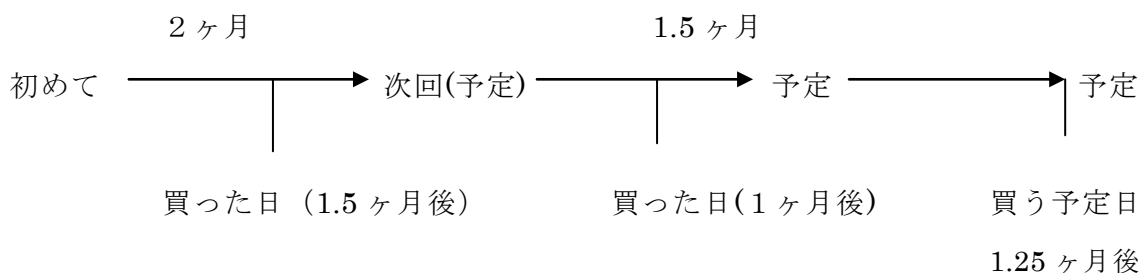 ２ヶ月 1.5 ヶ月
初めて 次回(予定) 予定 予定
買った日（1.5 ヶ月後） 買った日(１ヶ月後) 買う予定日
1.25 ヶ月後